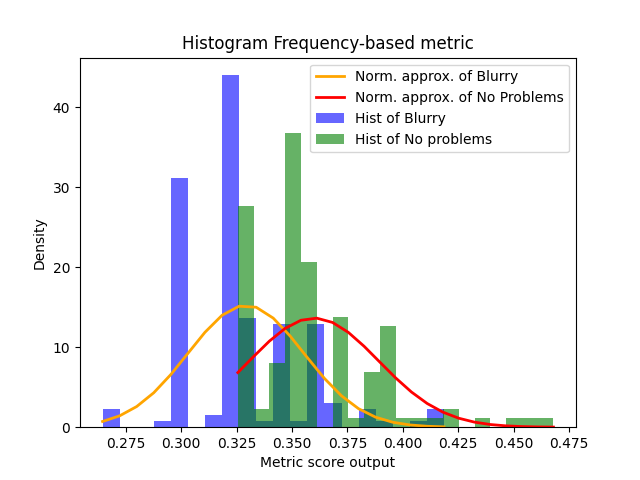 Histogram Frequency-based metric
Norm. approx. of Blurry
Norm. approx. of No Problems
Hist of Blurry
Hist of No problems
Density
40
30
20
10
0
0.275 0.300 0.325 0.350 0.375 0.400 0.425 0.450 0.475
Metric score output